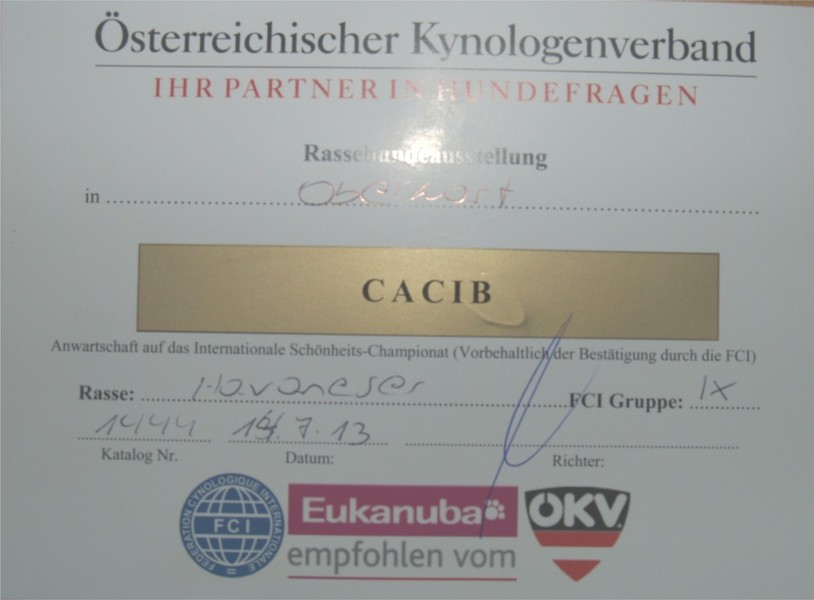 Österreichischer Kynologenverband
IHR PARTNER IN HUNDEFRAGEN
Rassehundeausstellung
in Oberwart
CACIB
Anwartschaft auf das Internationale Schönheits-Championat (Vorbehaltlich der Bestätigung durch die FCI)
Rasse: Havaneser FCI Gruppe: IX
1444 7.13
Katalog Nr. Datum: Richter:
FEDERATION CYNOLOGIQUE INTERNATIONALE
FCI
Eukanuba
empfohlen vom
ÖKV